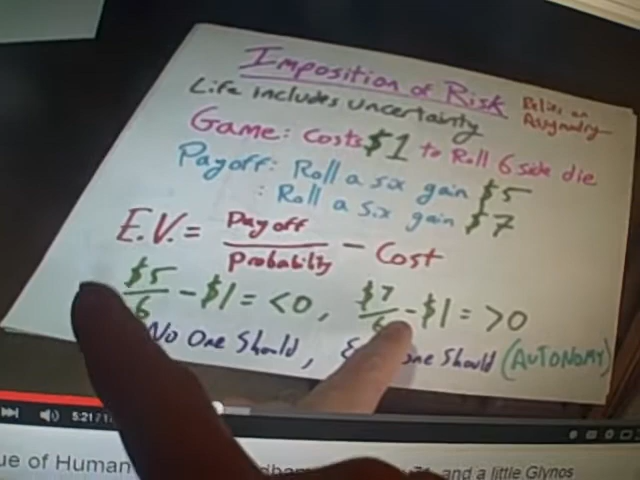 Imposition of Risk
Life includes uncertainty
Relies on
Asymmetry
Game: Costs $1 to Roll 6 side die
Payoff: Roll a six gain $5
: Roll a six gain $7
E.V. = Payoff / Probability - Cost
$5/6 - $1 = <0, $7/6 - $1 = >0
No One Should, one Should (AUTONOMY)
5:21 / 1
ue of Human and a little Glynos